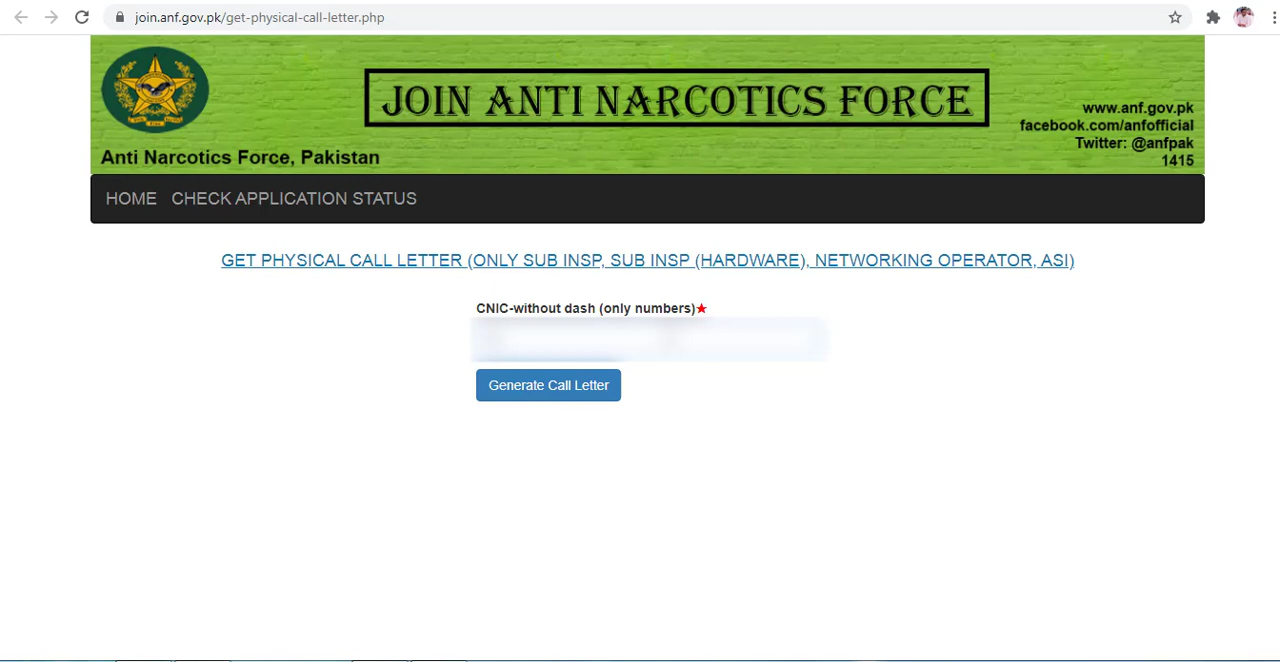 join.anf.gov.pk/get-physical-call-letter.php
JOIN ANTI NARCOTICS FORCE
www.anf.gov.pk
facebook.com/anfofficial
Twitter: @anfpak
1415
Anti Narcotics Force, Pakistan
HOME CHECK APPLICATION STATUS
GET PHYSICAL CALL LETTER (ONLY SUB INSP, SUB INSP (HARDWARE), NETWORKING OPERATOR, ASI)
CNIC-without dash (only numbers)★
Generate Call Letter